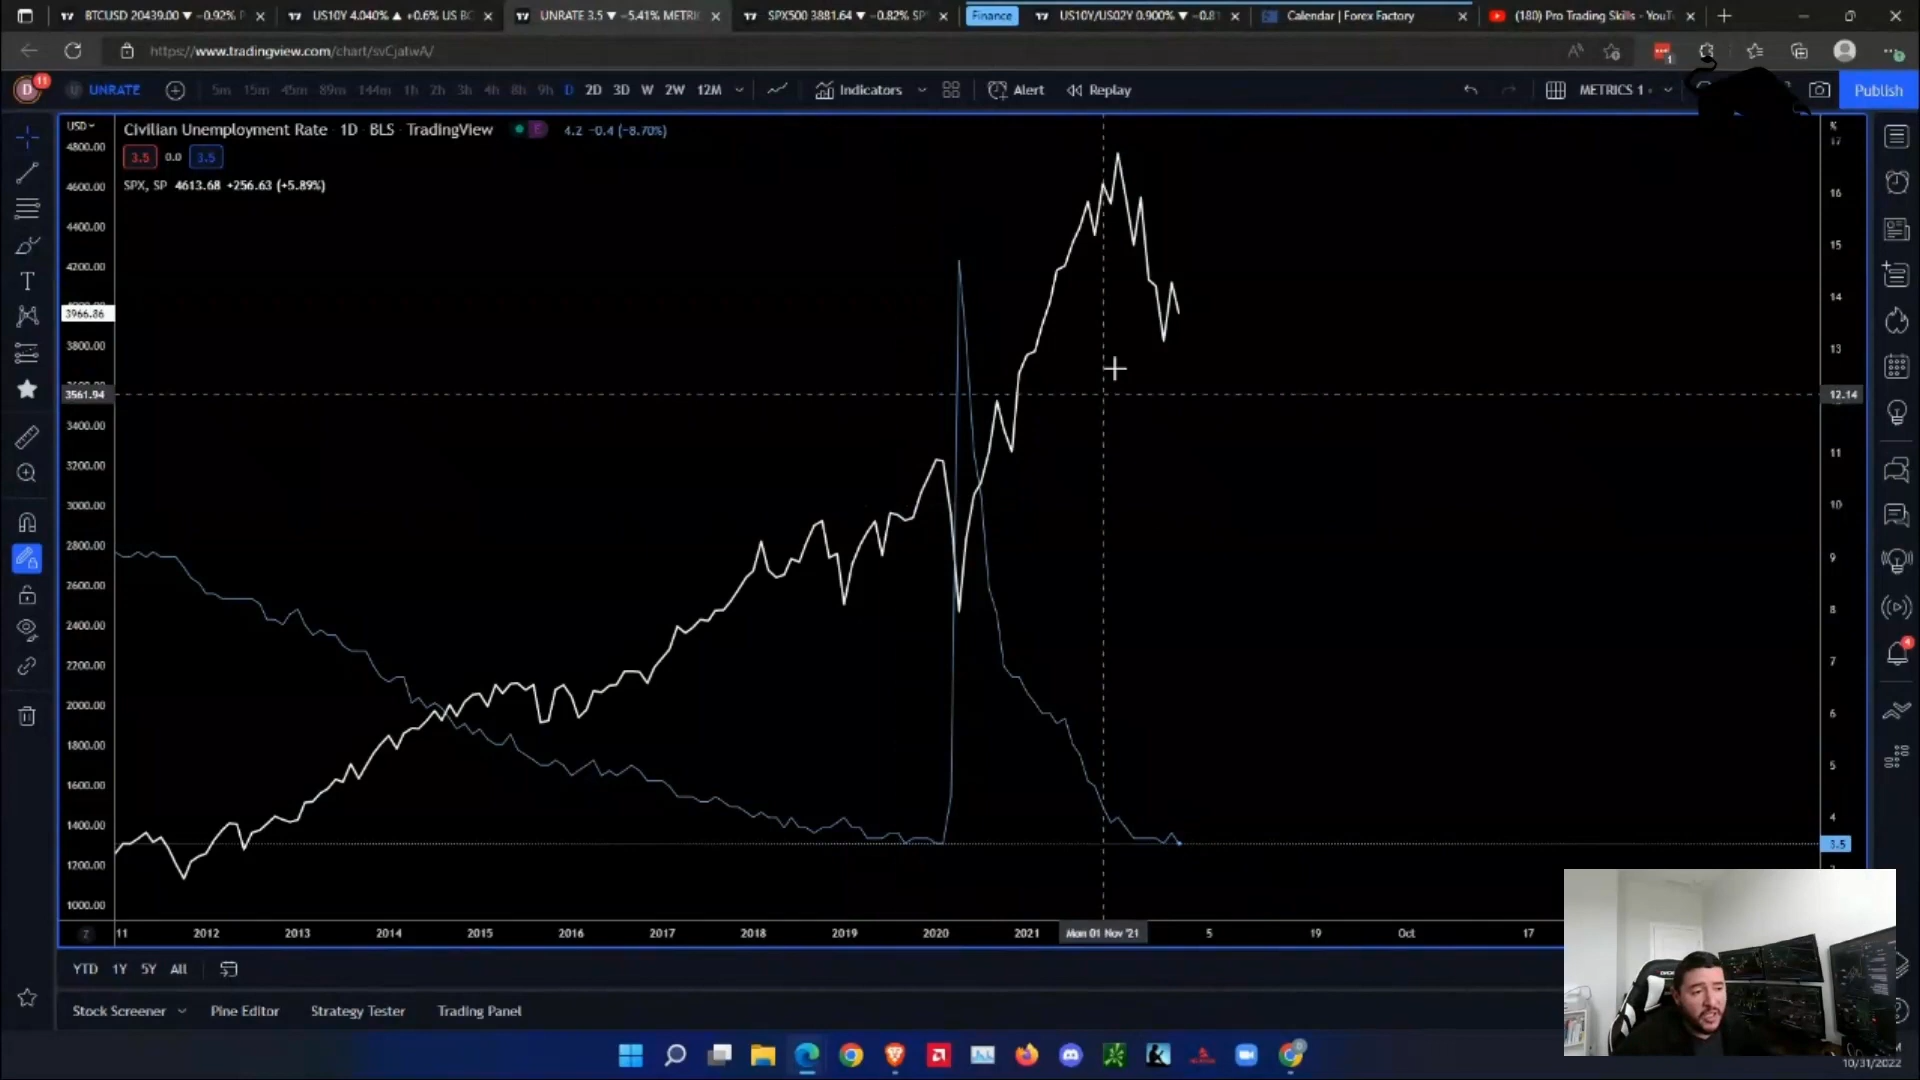 BTCUSD 20439.00 ▼ −0.92%
US10Y 4.040% ▲ +0.6% US BC
UNRATE 3.5 ▼ −5.41% METRI
SPX500 3881.64 ▼ −0.82% SP
Finance
US10Y/US02Y 0.900% ▼ −0.8
Calendar | Forex Factory
(180) Pro Trading Skills - YouT
https://www.tradingview.com/chart/svCjatwA/
D
11
UNRATE
5m 15m 45m 89m 144m 1h 2h 3h 4h 8h 9h D 2D 3D W 2W 12M
Indicators
Alert
Replay
METRICS 1
Publish
USD
Civilian Unemployment Rate 1D BLS TradingView
E
4.2 −0.4 (−8.70%)
3.5 0.0 3.5
SPX, SP 4613.68 +256.63 (+5.89%)
4800.00
4600.00
4400.00
4200.00
3966.86
3800.00
3561.94
3400.00
3200.00
3000.00
2800.00
2600.00
2400.00
2200.00
2000.00
1800.00
1600.00
1400.00
1200.00
1000.00
%
17
16
15
14
13
12.14
11
10
9
8
7
6
5
4
3.5
Z
11 2012 2013 2014 2015 2016 2017 2018 2019 2020 2021 Mon 01 Nov '21 5 19 Oct 17
YTD 1Y 5Y All
Stock Screener
Pine Editor
Strategy Tester
Trading Panel
10/31/2022